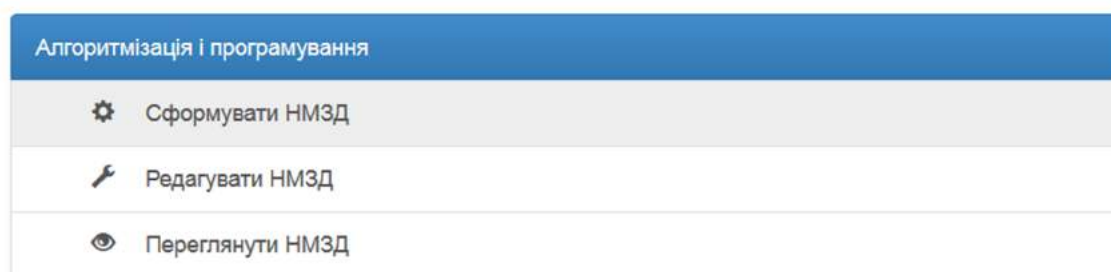 Алгоритмізація і програмування
Сформувати НМЗД
Редагувати НМЗД
Переглянути НМЗД